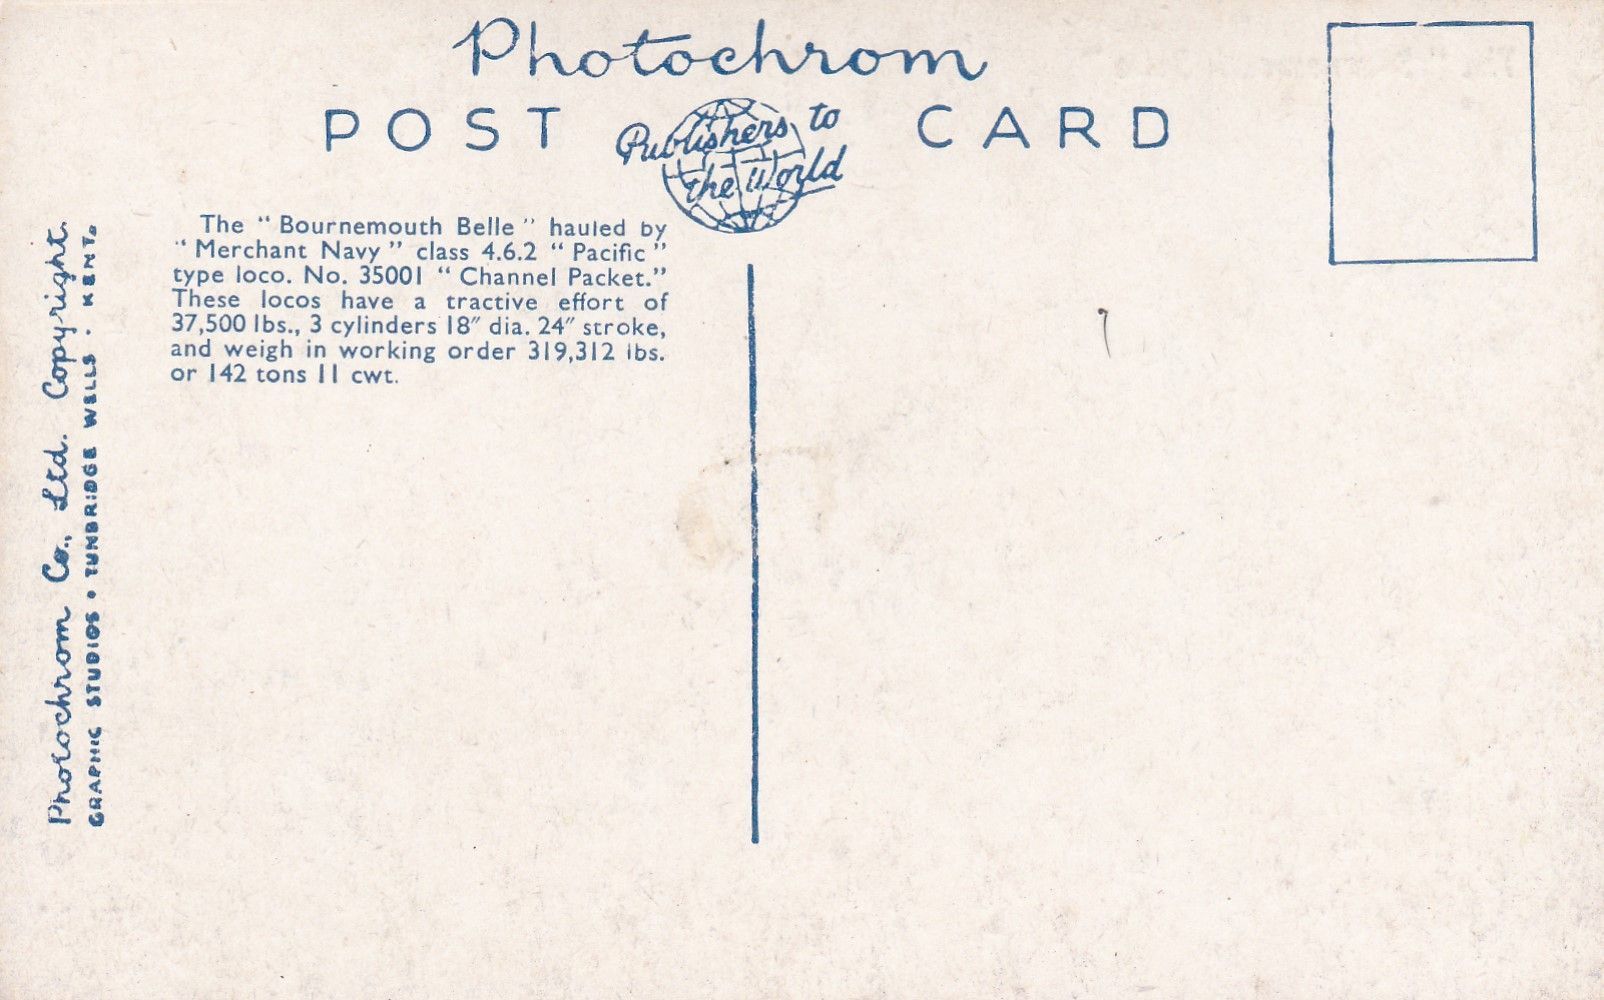 Photochrom
POST CARD
Publishers to
the World
The “Bournemouth Belle” hauled by
“Merchant Navy” class 4.6.2 “Pacific”
type loco. No. 35001 “Channel Packet.”
These locos have a tractive effort of
37,500 lbs., 3 cylinders 18″ dia. 24″ stroke,
and weigh in working order 319,312 lbs.
or 142 tons 11 cwt.
Photochrom Co., Ltd. Copyright.
GRAPHIC STUDIOS • TUNBRIDGE WELLS • KENT.